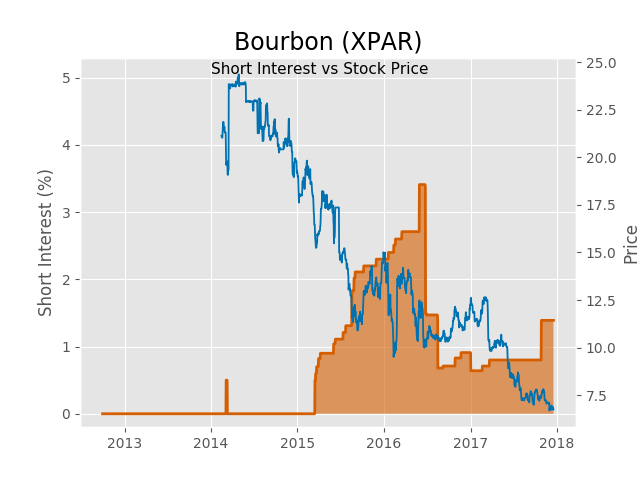 Bourbon (XPAR)
Short Interest vs Stock Price
Short Interest (%)
5
4
3
2
1
0
25.0
22.5
20.0
17.5
15.0
12.5
10.0
7.5
Price
2013 2014 2015 2016 2017 2018